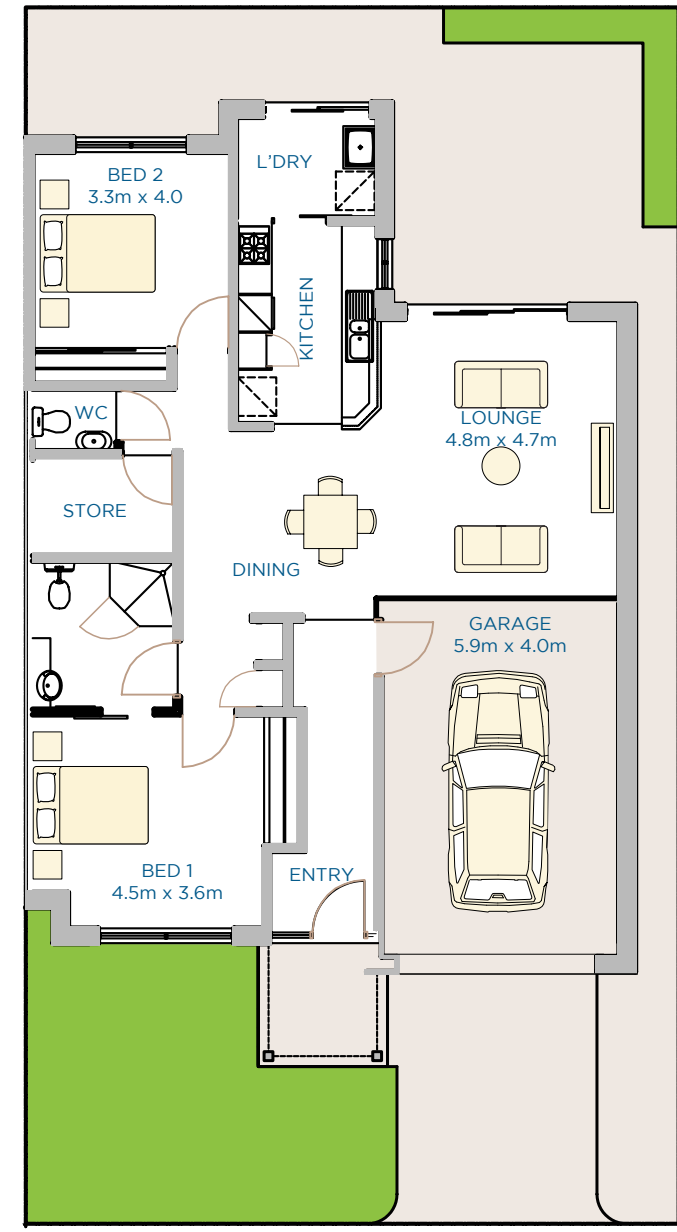 L'DRY
BED 2
3.3m x 4.0
KITCHEN
WC
LOUNGE
4.8m x 4.7m
STORE
DINING
GARAGE
5.9m x 4.0m
BED 1
4.5m x 3.6m
ENTRY